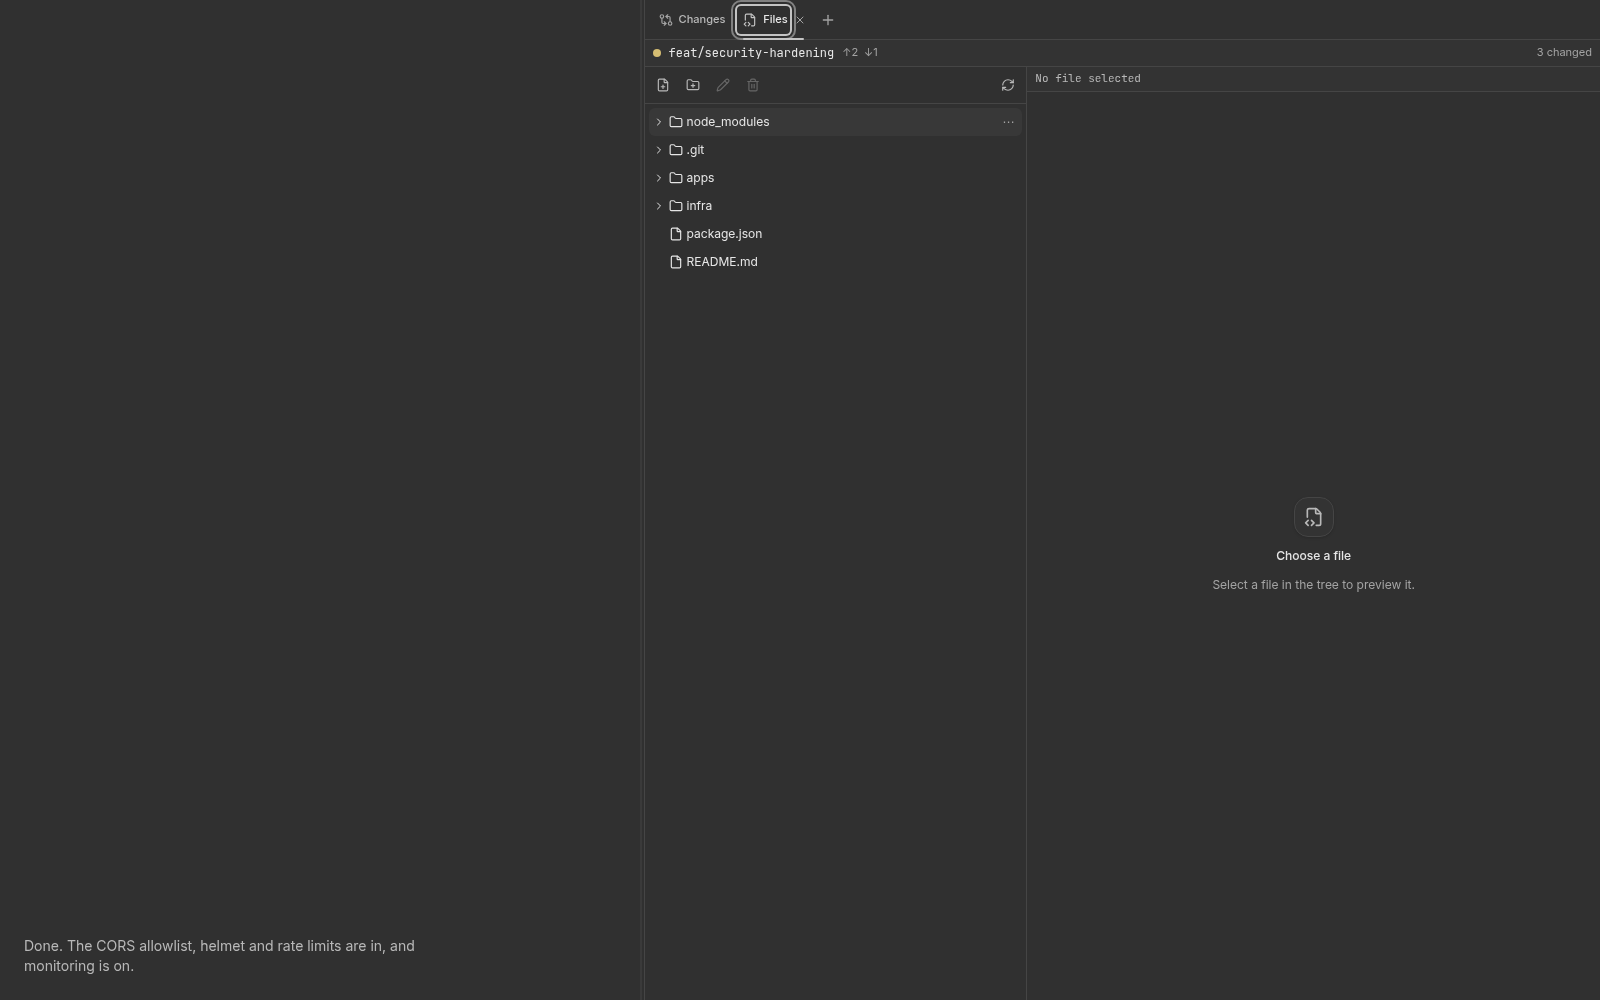 Changes
Files
feat/security-hardening ↑2 ↓1
3 changed
No file selected
node_modules
.git
apps
infra
package.json
README.md
Choose a file
Select a file in the tree to preview it.
Done. The CORS allowlist, helmet and rate limits are in, and
monitoring is on.